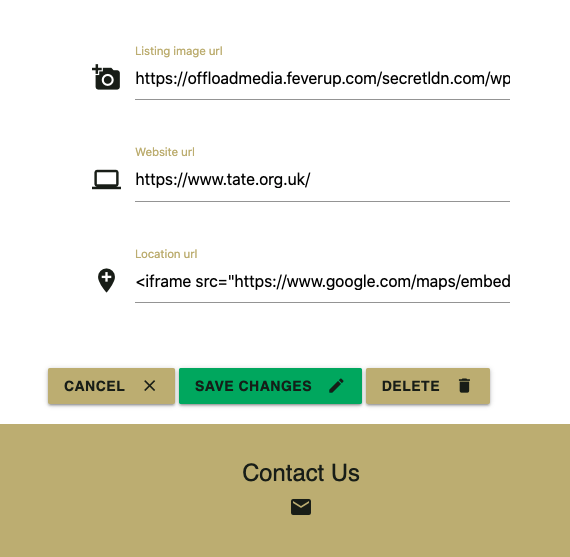 Listing image url
https://offloadmedia.feverup.com/secretldn.com/wp
Website url
https://www.tate.org.uk/
Location url
<iframe src="https://www.google.com/maps/embed
CANCEL SAVE CHANGES DELETE
Contact Us